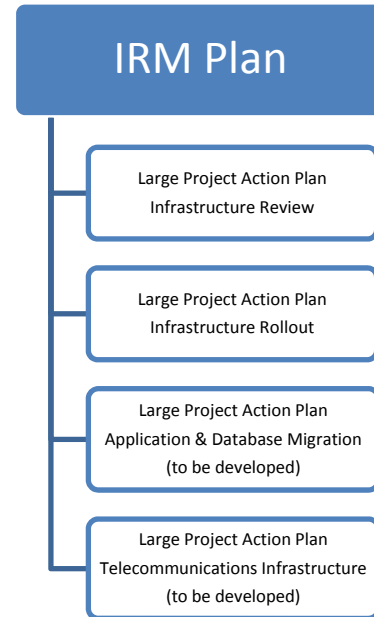 IRM Plan
Large Project Action Plan
Infrastructure Review
Large Project Action Plan
Infrastructure Rollout
Large Project Action Plan
Application & Database Migration
(to be developed)
Large Project Action Plan
Telecommunications Infrastructure
(to be developed)